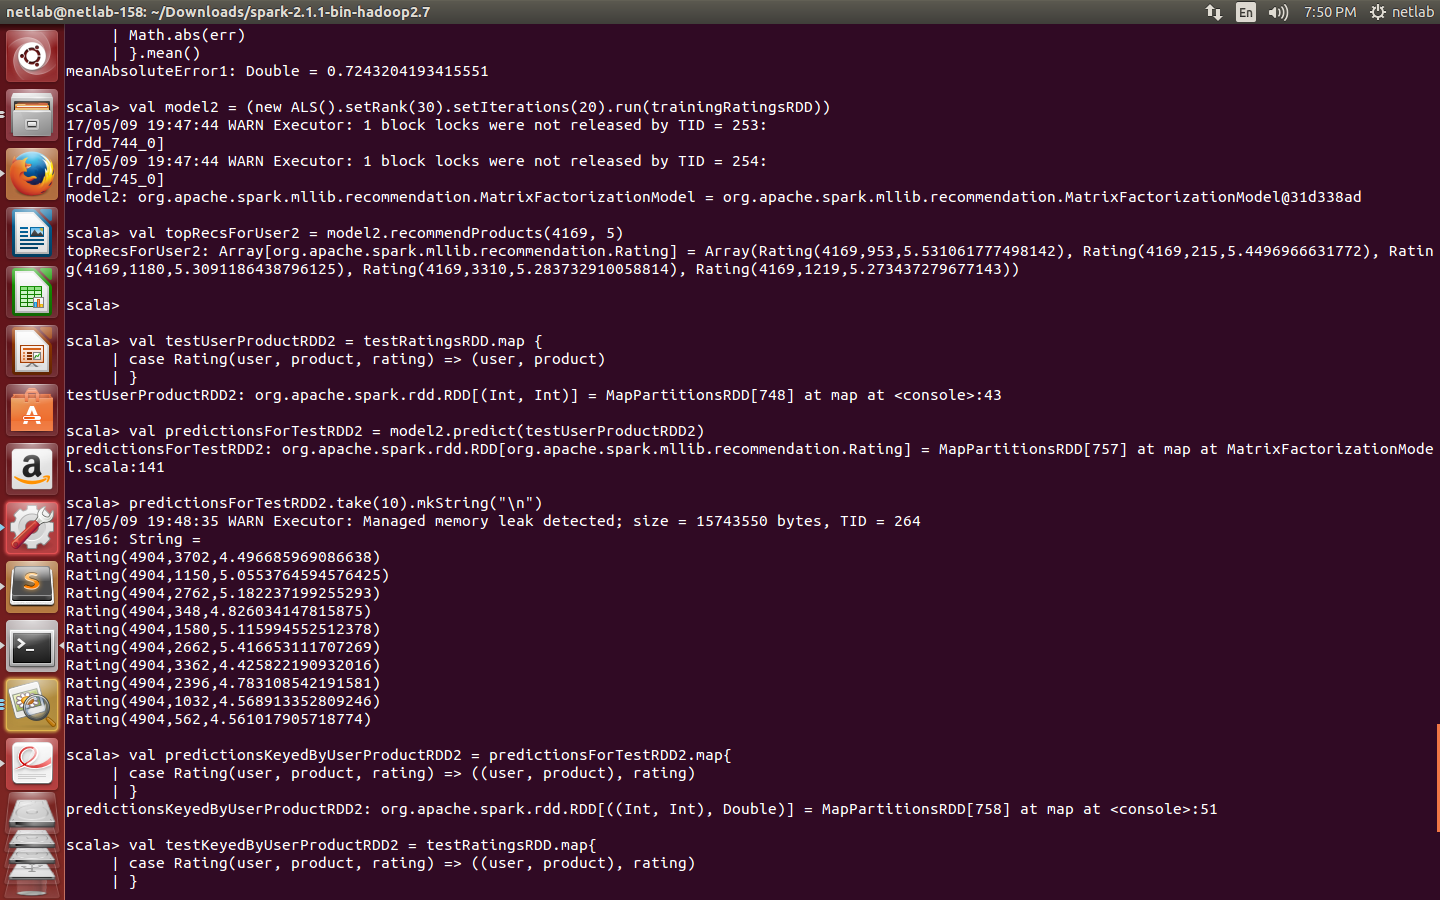 netlab@netlab-158: ~/Downloads/spark-2.1.1-bin-hadoop2.7
En
7:50 PM
netlab
| Math.abs(err)
| }.mean()
meanAbsoluteError1: Double = 0.7243204193415551
scala> val model2 = (new ALS().setRank(30).setIterations(20).run(trainingRatingsRDD))
17/05/09 19:47:44 WARN Executor: 1 block locks were not released by TID = 253:
[rdd_744_0]
17/05/09 19:47:44 WARN Executor: 1 block locks were not released by TID = 254:
[rdd_745_0]
model2: org.apache.spark.mllib.recommendation.MatrixFactorizationModel = org.apache.spark.mllib.recommendation.MatrixFactorizationModel@31d338ad
scala> val topRecsForUser2 = model2.recommendProducts(4169, 5)
topRecsForUser2: Array[org.apache.spark.mllib.recommendation.Rating] = Array(Rating(4169,953,5.531061777498142), Rating(4169,215,5.4496966631772), Ratin
g(4169,1180,5.3091186438796125), Rating(4169,3310,5.283732910058814), Rating(4169,1219,5.273437279677143))
scala>
scala> val testUserProductRDD2 = testRatingsRDD.map {
| case Rating(user, product, rating) => (user, product)
| }
testUserProductRDD2: org.apache.spark.rdd.RDD[(Int, Int)] = MapPartitionsRDD[748] at map at <console>:43
scala> val predictionsForTestRDD2 = model2.predict(testUserProductRDD2)
predictionsForTestRDD2: org.apache.spark.rdd.RDD[org.apache.spark.mllib.recommendation.Rating] = MapPartitionsRDD[757] at map at MatrixFactorizationMode
l.scala:141
scala> predictionsForTestRDD2.take(10).mkString("\n")
17/05/09 19:48:35 WARN Executor: Managed memory leak detected; size = 15743550 bytes, TID = 264
res16: String =
Rating(4904,3702,4.496685969086638)
Rating(4904,1150,5.0553764594576425)
Rating(4904,2762,5.182237199255293)
Rating(4904,348,4.826034147815875)
Rating(4904,1580,5.115994552512378)
Rating(4904,2662,5.416653111707269)
Rating(4904,3362,4.425822190932016)
Rating(4904,2396,4.783108542191581)
Rating(4904,1032,4.568913352809246)
Rating(4904,562,4.561017905718774)
scala> val predictionsKeyedByUserProductRDD2 = predictionsForTestRDD2.map{
| case Rating(user, product, rating) => ((user, product), rating)
| }
predictionsKeyedByUserProductRDD2: org.apache.spark.rdd.RDD[((Int, Int), Double)] = MapPartitionsRDD[758] at map at <console>:51
scala> val testKeyedByUserProductRDD2 = testRatingsRDD.map{
| case Rating(user, product, rating) => ((user, product), rating)
| }